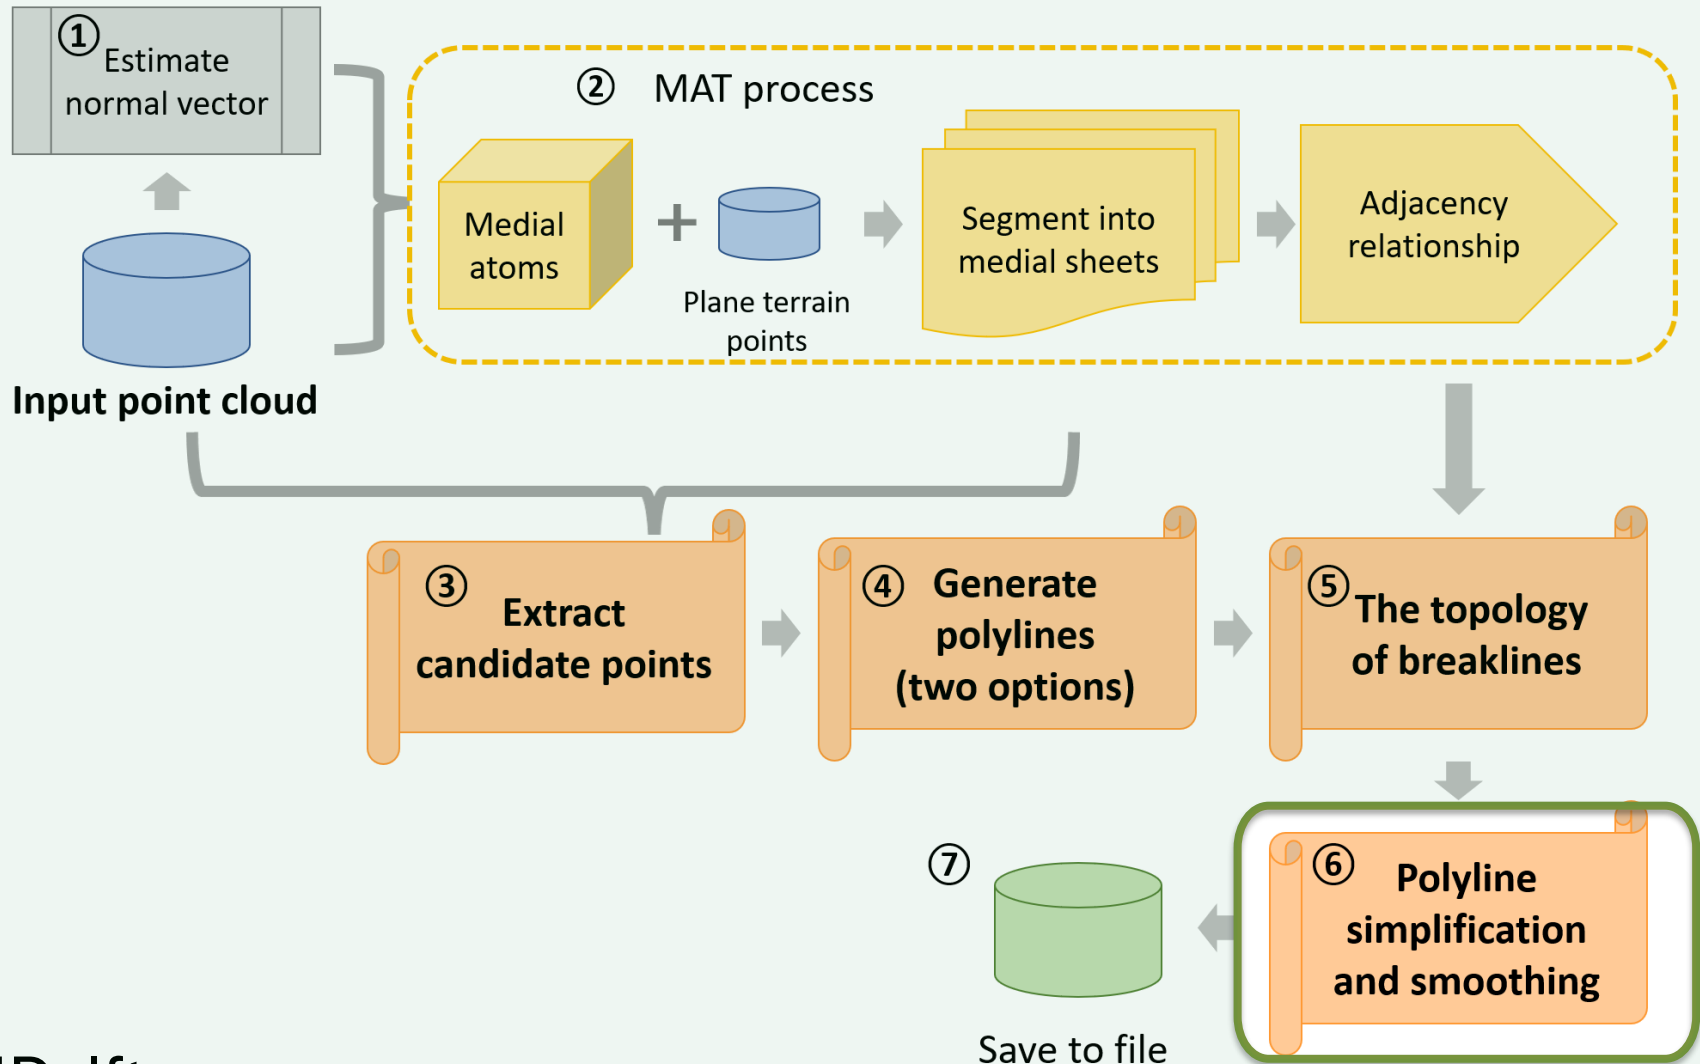 ① Estimate
normal vector
Input point cloud
② MAT process
Medial
atoms
+
Plane terrain
points
Segment into
medial sheets
Adjacency
relationship
③ Extract
candidate points
④ Generate
polylines
(two options)
⑤ The topology
of breaklines
⑥ Polyline
simplification
and smoothing
⑦
Save to file